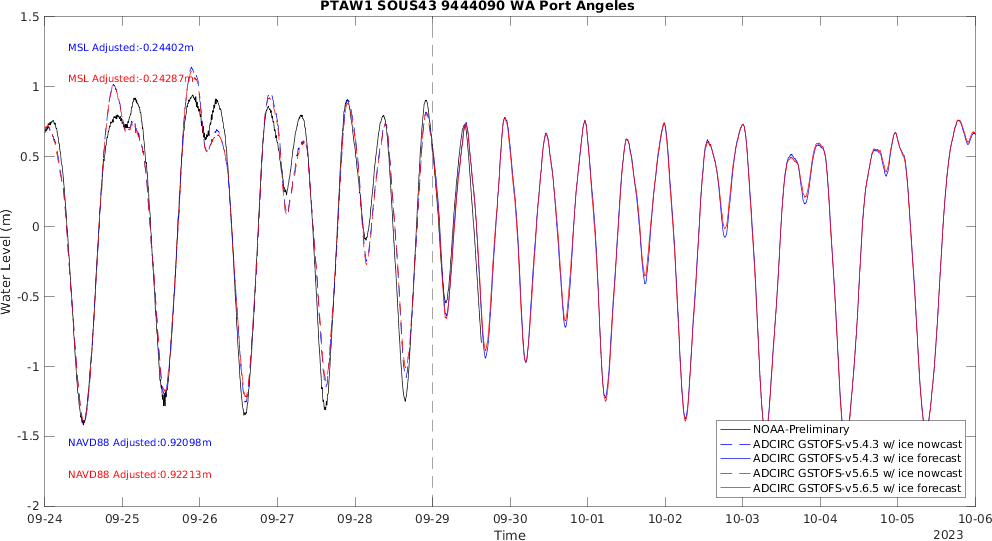 PTAW1 SOUS43 9444090 WA Port Angeles
1.5
1
0.5
0
-0.5
-1
-1.5
-2
Water Level (m)
MSL Adjusted:-0.24402m
MSL Adjusted:-0.24287m
NAVD88 Adjusted:0.92098m
NAVD88 Adjusted:0.92213m
NOAA-Preliminary
ADCIRC GSTOFS-v5.4.3 w/ ice nowcast
ADCIRC GSTOFS-v5.4.3 w/ ice forecast
ADCIRC GSTOFS-v5.6.5 w/ ice nowcast
ADCIRC GSTOFS-v5.6.5 w/ ice forecast
09-24 09-25 09-26 09-27 09-28 09-29 09-30 10-01 10-02 10-03 10-04 10-05 10-06
Time
2023